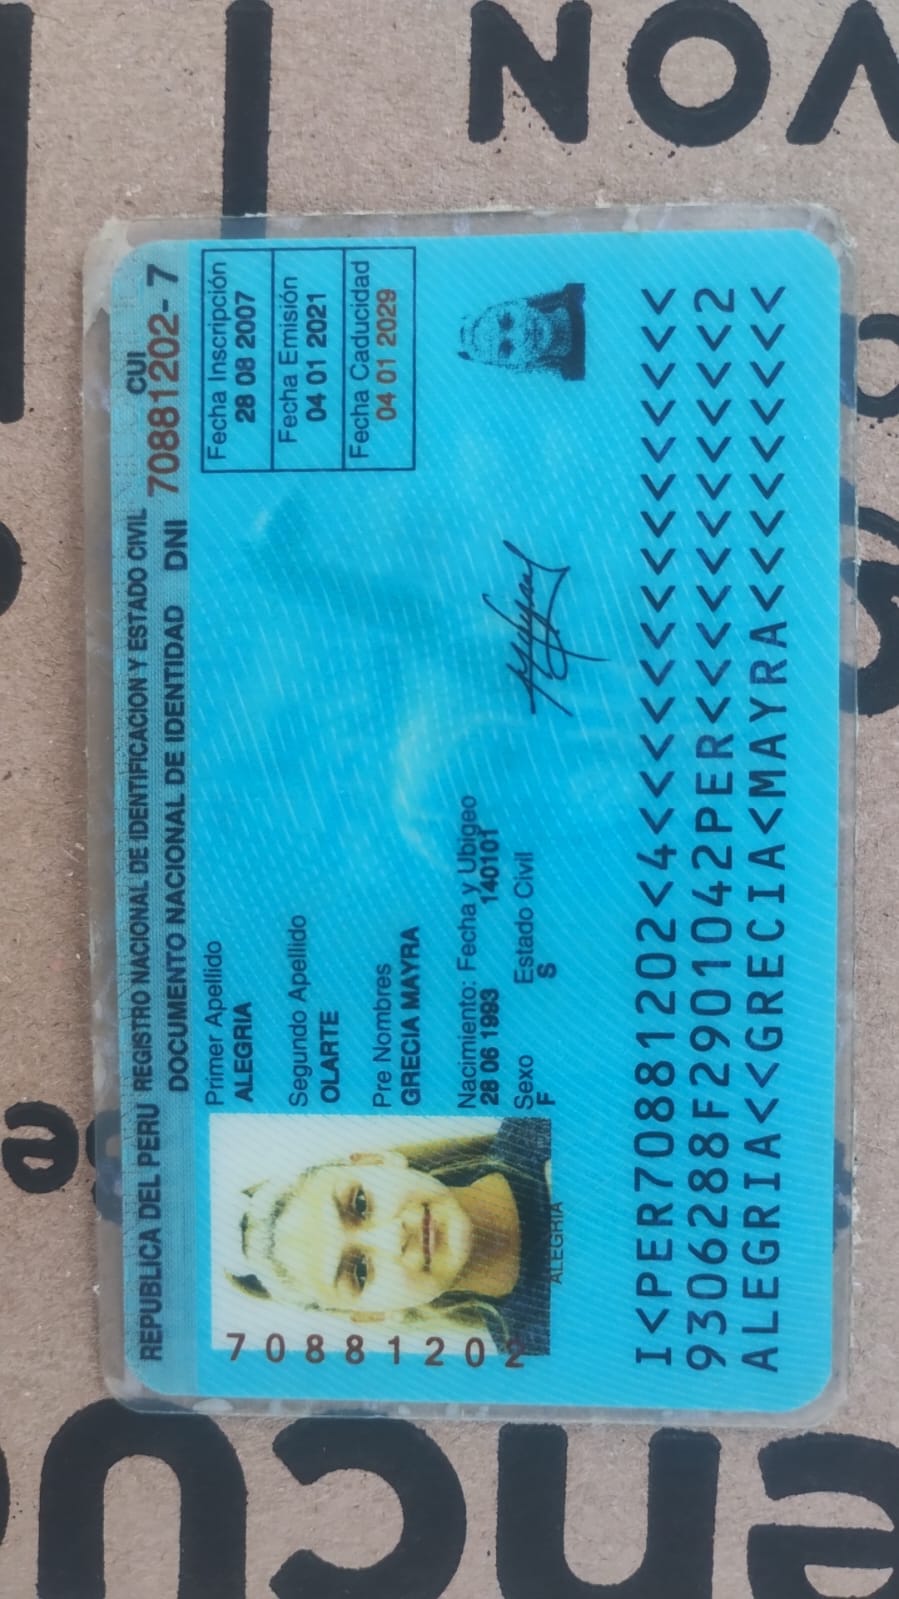 REPUBLICA DEL PERU REGISTRO NACIONAL DE IDENTIFICACION Y ESTADO CIVIL CUI
DOCUMENTO NACIONAL DE IDENTIDAD DNI 70881202 - 7
Primer Apellido
ALEGRIA
Segundo Apellido
OLARTE
Pre Nombres
GRECIA MAYRA
Nacimiento: Fecha y Ubigeo
28 06 1993 140101
Sexo Estado Civil
F S
Fecha Inscripción
28 08 2007
Fecha Emisión
04 01 2021
Fecha Caducidad
04 01 2029
70881202
ALEGRIA
I<PER70881202<4<<<<<<<<<<<<<<<
9306288F2901042PER<<<<<<<<<<<2
ALEGRIA<<GRECIA<MAYRA<<<<<<<<<